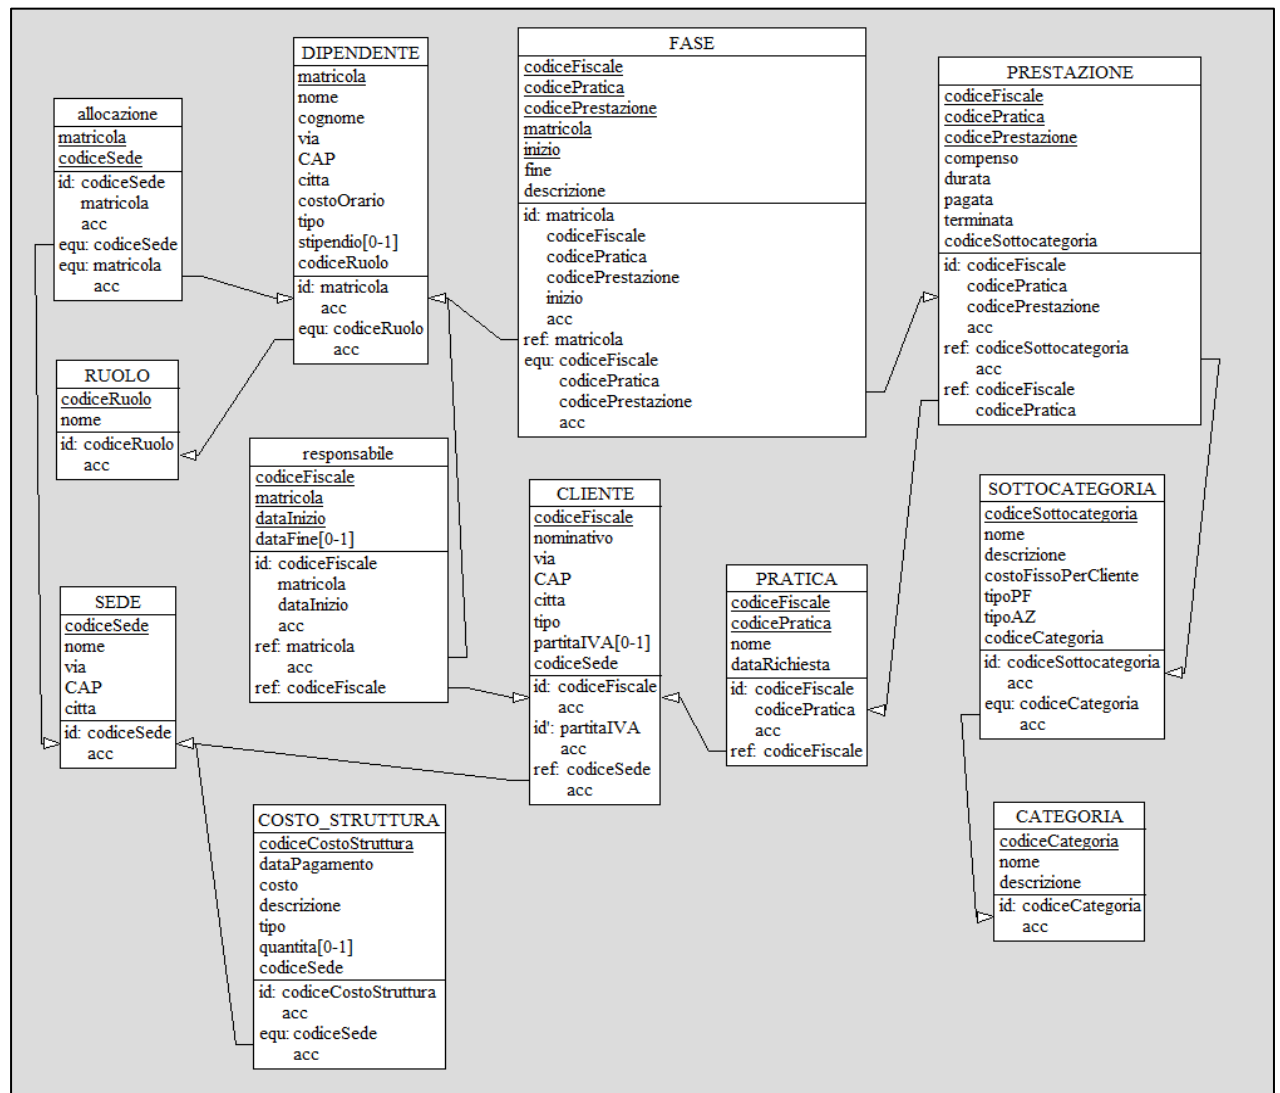 allocazione
matricola
codiceSede
id: codiceSede
matricola
acc
equ: codiceSede
equ: matricola
acc
DIPENDENTE
matricola
nome
cognome
via
CAP
citta
costoOrario
tipo
stipendio[0-1]
codiceRuolo
id: matricola
acc
equ: codiceRuolo
acc
FASE
codiceFiscale
codicePratica
codicePrestazione
matricola
inizio
fine
descrizione
id: matricola
codiceFiscale
codicePratica
codicePrestazione
inizio
acc
ref: matricola
equ: codiceFiscale
codicePratica
codicePrestazione
acc
PRESTAZIONE
codiceFiscale
codicePratica
codicePrestazione
compenso
durata
pagata
terminata
codiceSottocategoria
id: codiceFiscale
codicePratica
codicePrestazione
acc
ref: codiceSottocategoria
acc
ref: codiceFiscale
codicePratica
RUOLO
codiceRuolo
nome
id: codiceRuolo
acc
responsabile
codiceFiscale
matricola
dataInizio
dataFine[0-1]
id: codiceFiscale
matricola
dataInizio
acc
ref: matricola
acc
ref: codiceFiscale
CLIENTE
codiceFiscale
nominativo
via
CAP
citta
tipo
partitaIVA[0-1]
codiceSede
id: codiceFiscale
acc
id': partitaIVA
acc
ref: codiceSede
acc
PRATICA
codiceFiscale
codicePratica
nome
dataRichiesta
id: codiceFiscale
codicePratica
acc
ref: codiceFiscale
SOTTOCATEGORIA
codiceSottocategoria
nome
descrizione
costoFissoPerCliente
tipoPF
tipoAZ
codiceCategoria
id: codiceSottocategoria
acc
equ: codiceCategoria
acc
SEDE
codiceSede
nome
via
CAP
citta
id: codiceSede
acc
COSTO_STRUTTURA
codiceCostoStruttura
dataPagamento
costo
descrizione
tipo
quantita[0-1]
codiceSede
id: codiceCostoStruttura
acc
equ: codiceSede
acc
CATEGORIA
codiceCategoria
nome
descrizione
id: codiceCategoria
acc